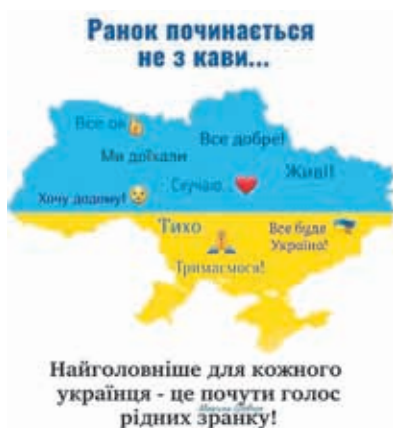 Ранок починається
не з кави...
Все ок👍
Все добре!
Ми доїхали
Живі!
Скучаю...❤️
Хочу додому!😢
Тихо
Все буде
Україна!
🙏
Тримаємося!
Найголовніше для кожного
українця - це почути голос
рідних зранку!